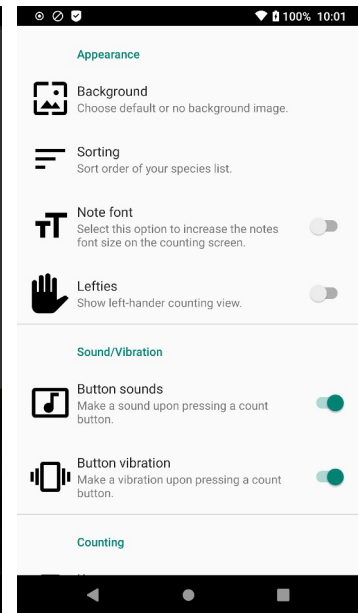 100% 10:01
Appearance
Background
Choose default or no background image.
Sorting
Sort order of your species list.
Note font
Select this option to increase the notes
font size on the counting screen.
Lefties
Show left-hander counting view.
Sound/Vibration
Button sounds
Make a sound upon pressing a count
button.
Button vibration
Make a vibration upon pressing a count
button.
Counting